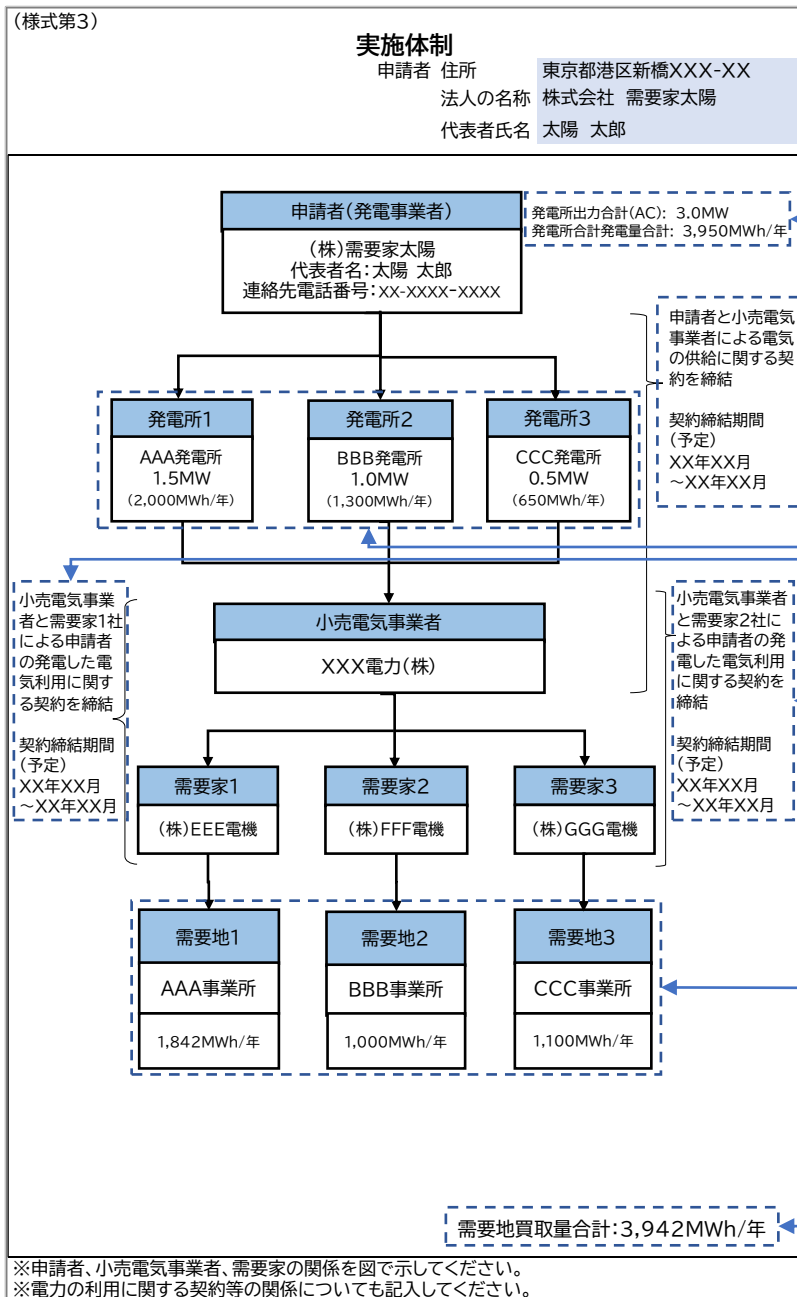 (様式第3)
実施体制
申請者 住所 東京都港区新橋XXX-XX
法人の名称 株式会社 需要家太陽
代表者氏名 太陽 太郎
申請者(発電事業者)
(株)需要家太陽
代表者名:太陽 太郎
連絡先電話番号:XX-XXXX-XXXX
発電所出力合計(AC): 3.0MW
発電所合計発電量合計: 3,950MWh/年
申請者と小売電気
事業者による電気
の供給に関する契
約を締結
契約締結期間
(予定)
XX年XX月
～XX年XX月
発電所1
AAA発電所
1.5MW
(2,000MWh/年)
発電所2
BBB発電所
1.0MW
(1,300MWh/年)
発電所3
CCC発電所
0.5MW
(650MWh/年)
小売電気事業
者と需要家1社
による申請者
の発電した電
気利用に関す
る契約を締結
契約締結期間
(予定)
XX年XX月
～XX年XX月
小売電気事業者
XXX電力(株)
小売電気事業者
と需要家2社に
よる申請者の発
電した電気利用
に関する契約を
締結
契約締結期間
(予定)
XX年XX月
～XX年XX月
需要家1
(株)EEE電機
需要家2
(株)FFF電機
需要家3
(株)GGG電機
需要地1
AAA事業所
1,842MWh/年
需要地2
BBB事業所
1,000MWh/年
需要地3
CCC事業所
1,100MWh/年
需要地買取量合計:3,942MWh/年
※申請者、小売電気事業者、需要家の関係を図で示してください。
※電力の利用に関する契約等の関係についても記入してください。